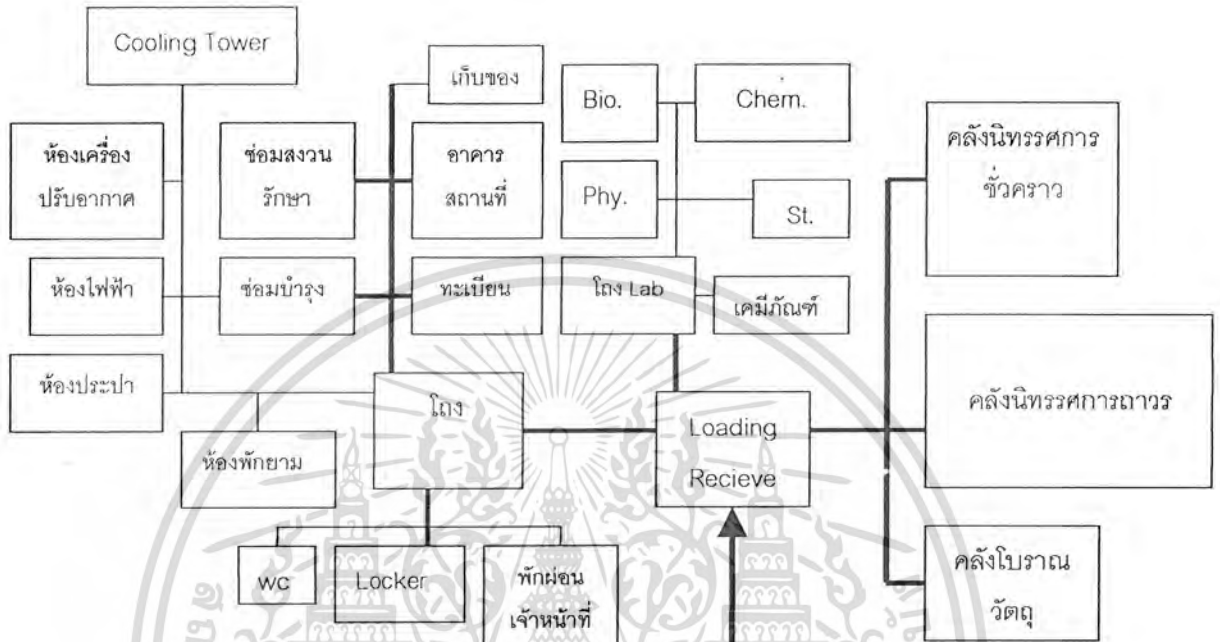 Cooling Tower
เก็บของ
Bio.
Chem.
คลังนิทรรศการ
ชั่วคราว
ห้องเครื่อง
ปรับอากาศ
ซ่อมสงวน
รักษา
อาคาร
สถานที่
Phy.
St.
ห้องไฟฟ้า
ซ่อมบำรุง
ทะเบียน
โถง Lab
เคมีภัณฑ์
ห้องประปา
โถง
Loading
Recieve
คลังนิทรรศการถาวร
ห้องพักยาม
wc
Locker
พักผ่อน
เจ้าหน้าที่
คลังโบราณ
วัตถุ